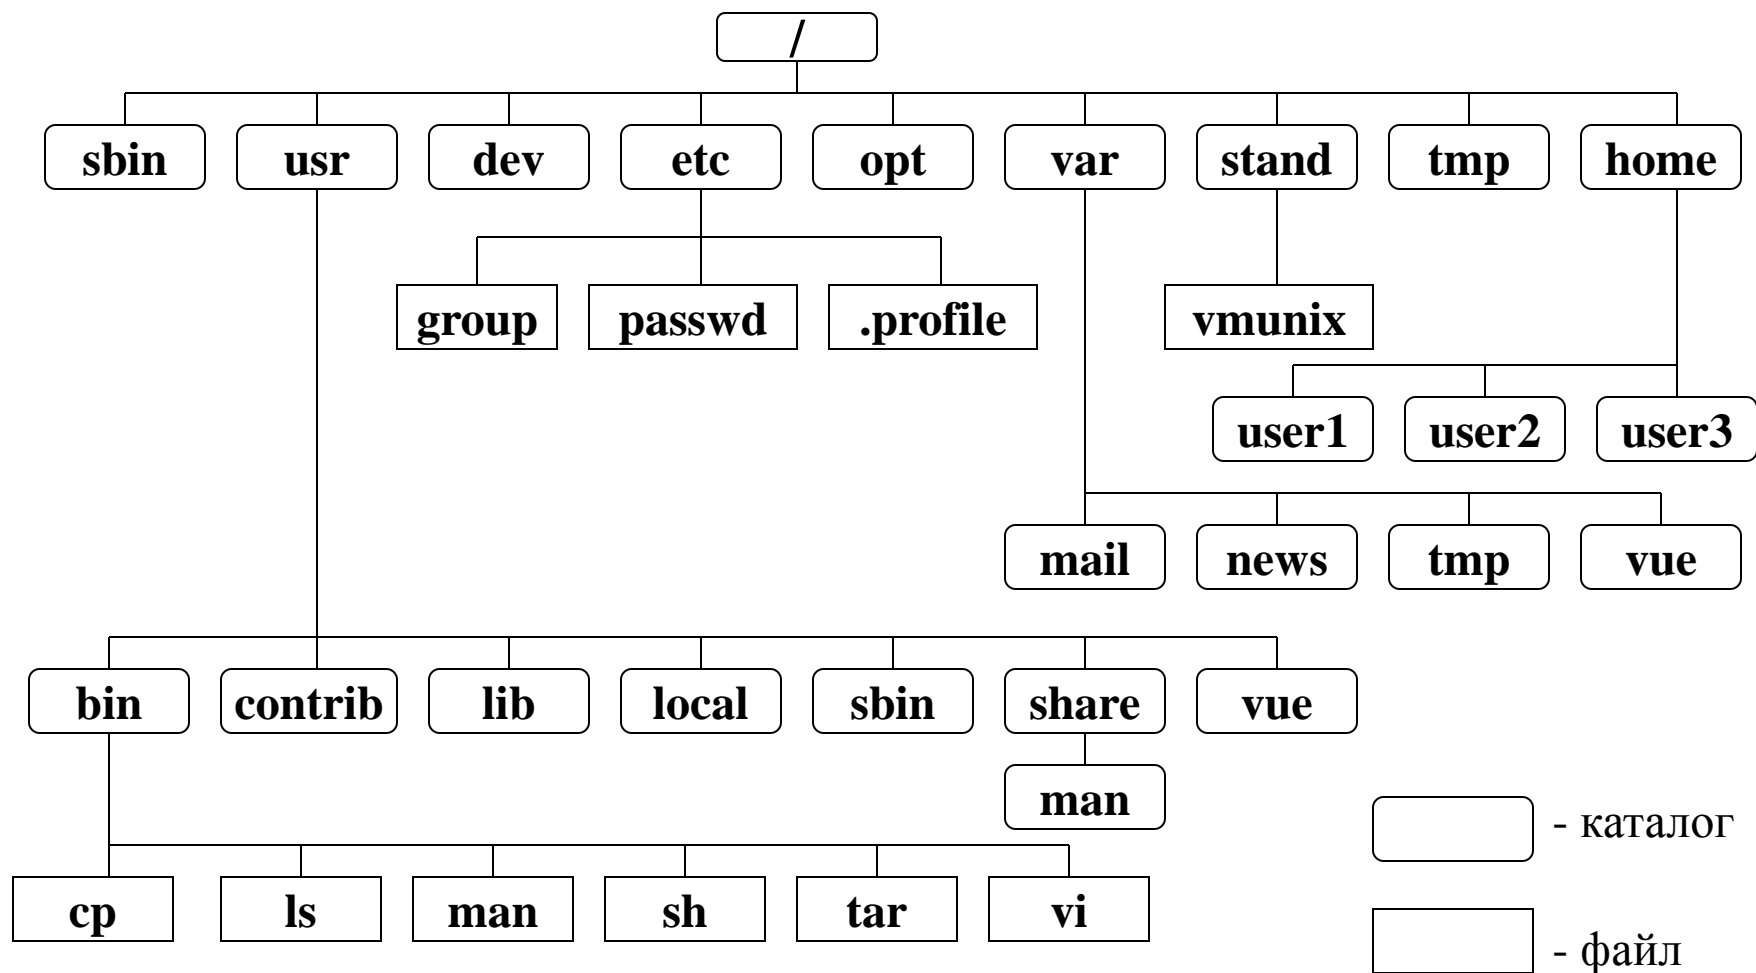 /
sbin usr dev etc opt var stand tmp home
group passwd .profile vmunix
user1 user2 user3
mail news tmp vue
bin contrib lib local sbin share vue
man
- каталог
cp ls man sh tar vi
- файл